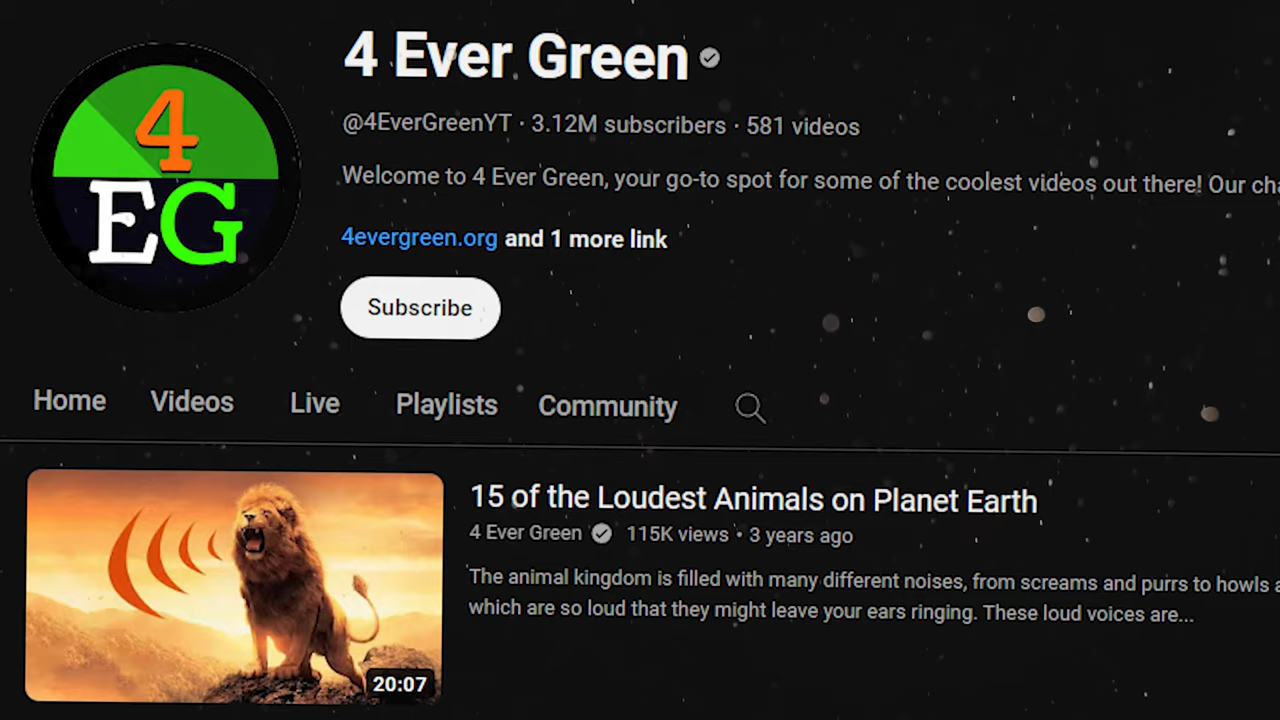 4
EG
4 Ever Green
@4EverGreenYT · 3.12M subscribers · 581 videos
Welcome to 4 Ever Green, your go-to spot for some of the coolest videos out there! Our
4evergreen.org and 1 more link
Subscribe
Home Videos Live Playlists Community
20:07
15 of the Loudest Animals on Planet Earth
4 Ever Green 115K views • 3 years ago
The animal kingdom is filled with many different noises, from screams and purrs to howls
which are so loud that they might leave your ears ringing. These loud voices are...